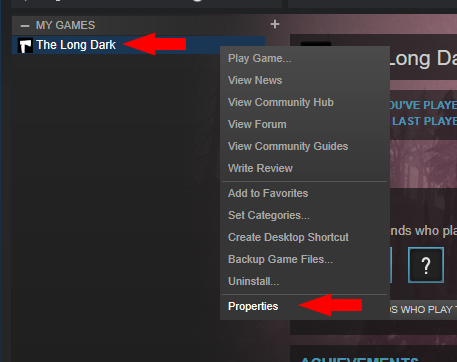 MY GAMES
The Long Dark
Play Game...
View News
View Community Hub
View Forum
View Community Guides
Write Review
Add to Favorites
Set Categories...
Create Desktop Shortcut
Backup Game Files...
Uninstall...
Properties
Long Da
OU'VE PLAYE
LAST PLAYE
nds who pla
?
S WHO PLAY T
ACHIEVEMENTS